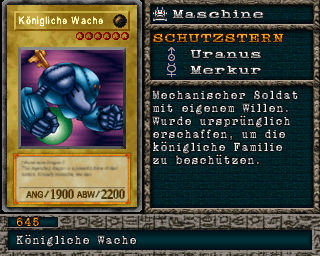 Königliche Wache
ANG/1900 ABW/2200
Maschine
SCHUTZSTERN
Uranus
Merkur
Mechanischer Soldat
mit eigenem Willen.
Wurde ursprünglich
erschaffen, um die
königliche Familie
zu beschützen.
645
Königliche Wache